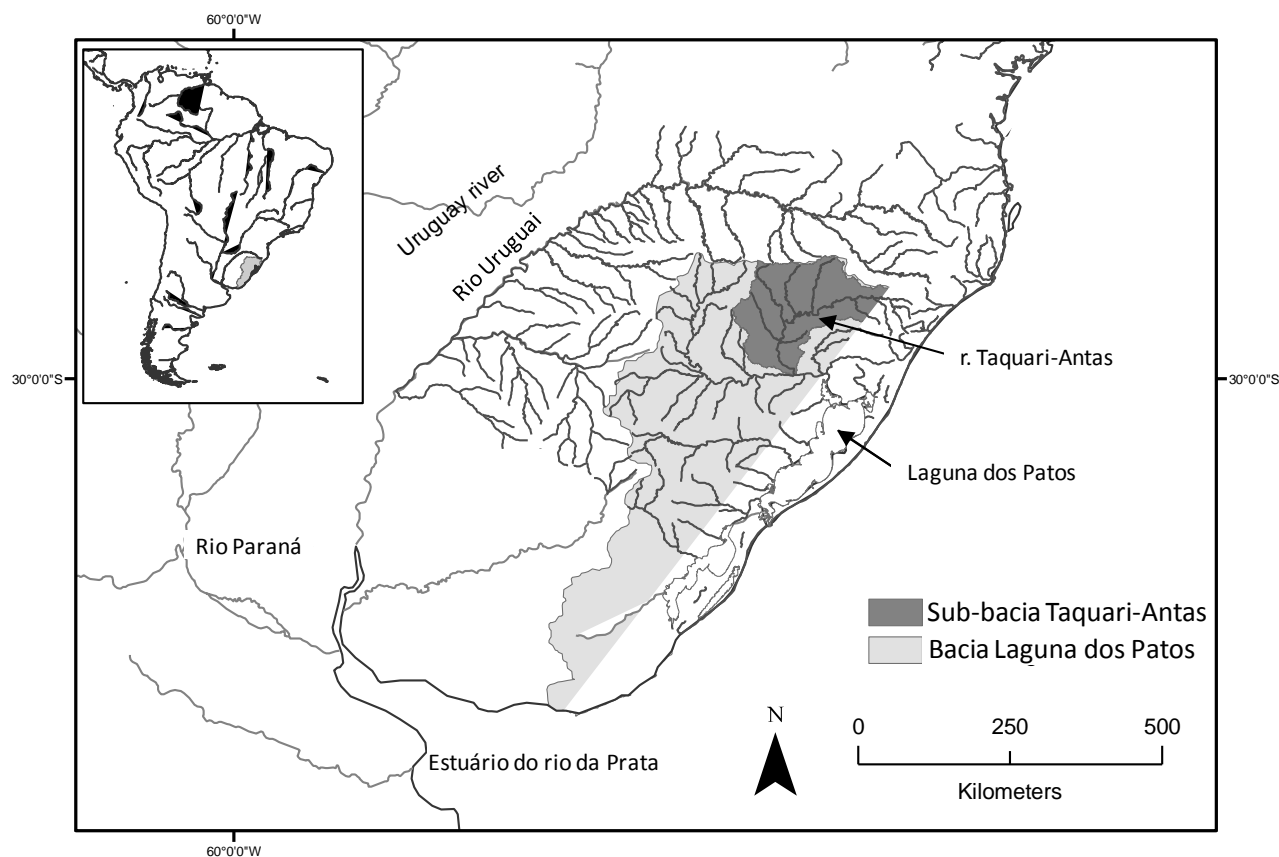 60°0'0"W
Uruguay river
Rio Uruguai
r. Taquari-Antas
30°0'0"S
30°0'0"S
Laguna dos Patos
Rio Paraná
Sub-bacia Taquari-Antas
Bacia Laguna dos Patos
N
0 250 500
Estuário do rio da Prata
Kilometers
60°0'0"W